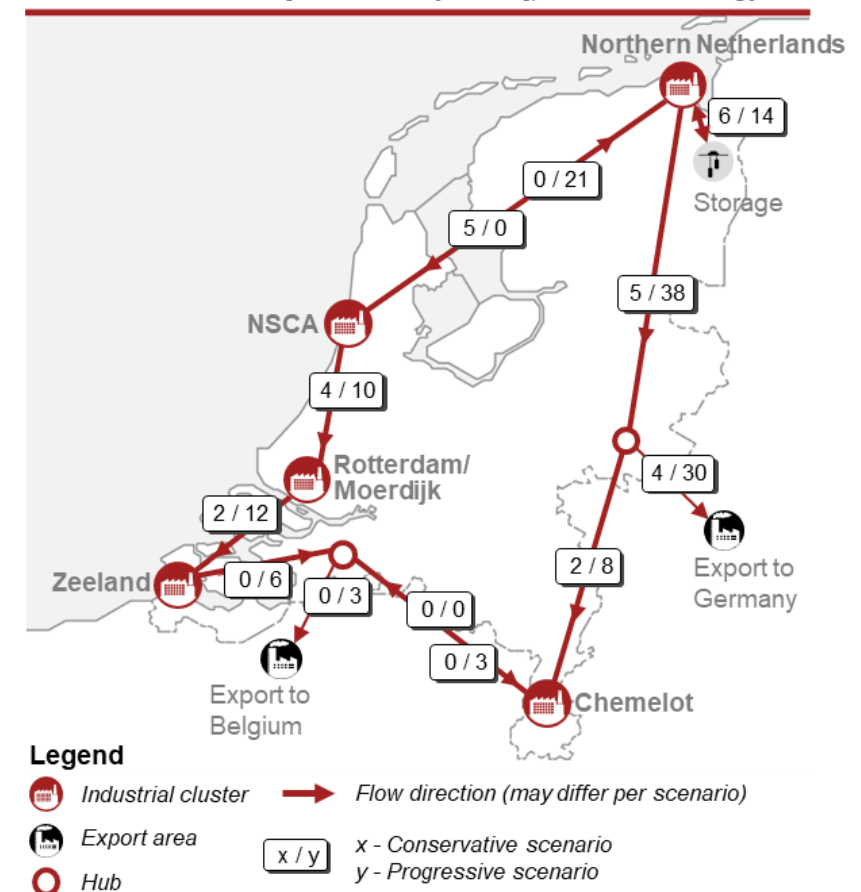 Northern Netherlands
6 / 14
Storage
0 / 21
5 / 0
5 / 38
NSCA
4 / 10
Rotterdam/
Moerdijk
4 / 30
2 / 12
Export to
Germany
2 / 8
Zeeland
0 / 6
0 / 3
0 / 0
0 / 3
Export to
Belgium
Chemelot
Legend
Industrial cluster
Flow direction (may differ per scenario)
Export area
x / y
x - Conservative scenario
y - Progressive scenario
Hub